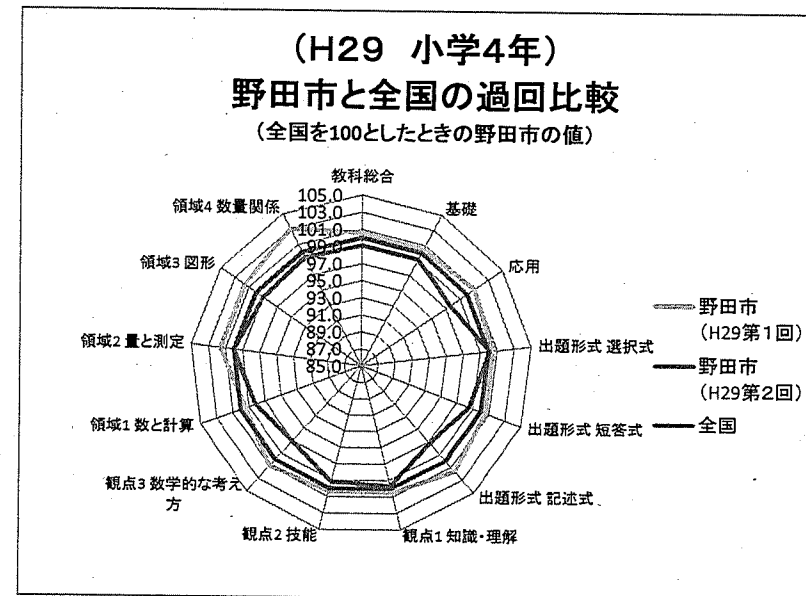 (H29 小学4年)
野田市と全国の過回比較
(全国を100としたときの野田市の値)
教科総合
基礎
応用
出題形式 選択式
出題形式 短答式
出題形式 記述式
観点1 知識・理解
観点2 技能
観点3 数学的な考え
方
領域1 数と計算
領域2 量と測定
領域3 図形
領域4 数量関係
105.0
103.0
101.0
99.0
97.0
95.0
93.0
91.0
89.0
87.0
85.0
野田市
(H29第1回)
野田市
(H29第2回)
全国